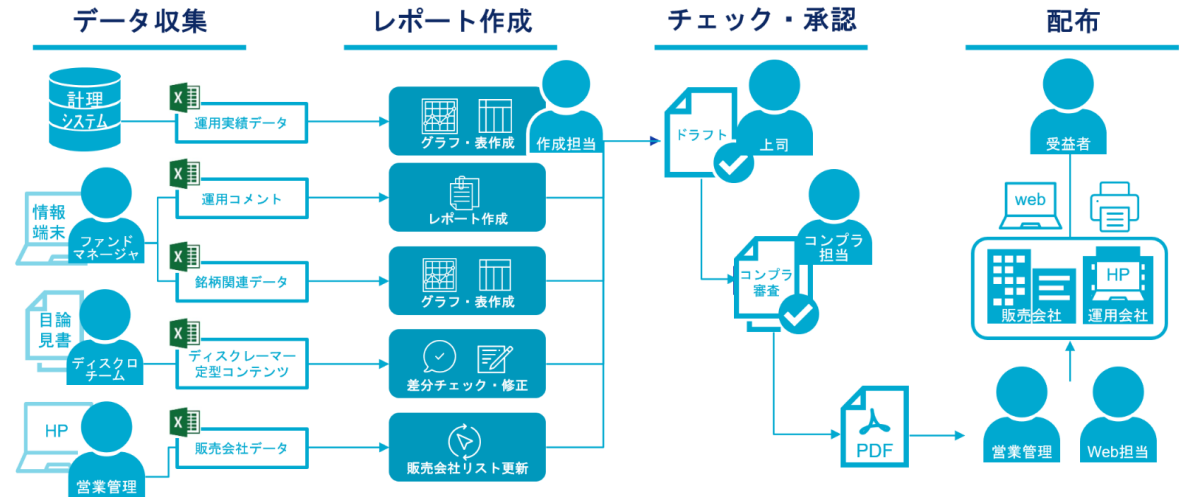 データ収集
レポート作成
チェック・承認
配布
計理
システム
X
運用実績データ
グラフ・表作成
作成担当
情報
端末
ファンド
マネージャ
X
運用コメント
レポート作成
X
銘柄関連データ
グラフ・表作成
目論
見書
ディスクロ
チーム
X
ディスクレーマー
定型コンテンツ
差分チェック・修正
HP
営業管理
X
販売会社データ
販売会社リスト更新
ドラフト
上司
コンプラ
担当
コンプラ
審査
PDF
受益者
web
販売会社
HP
運用会社
営業管理
Web担当